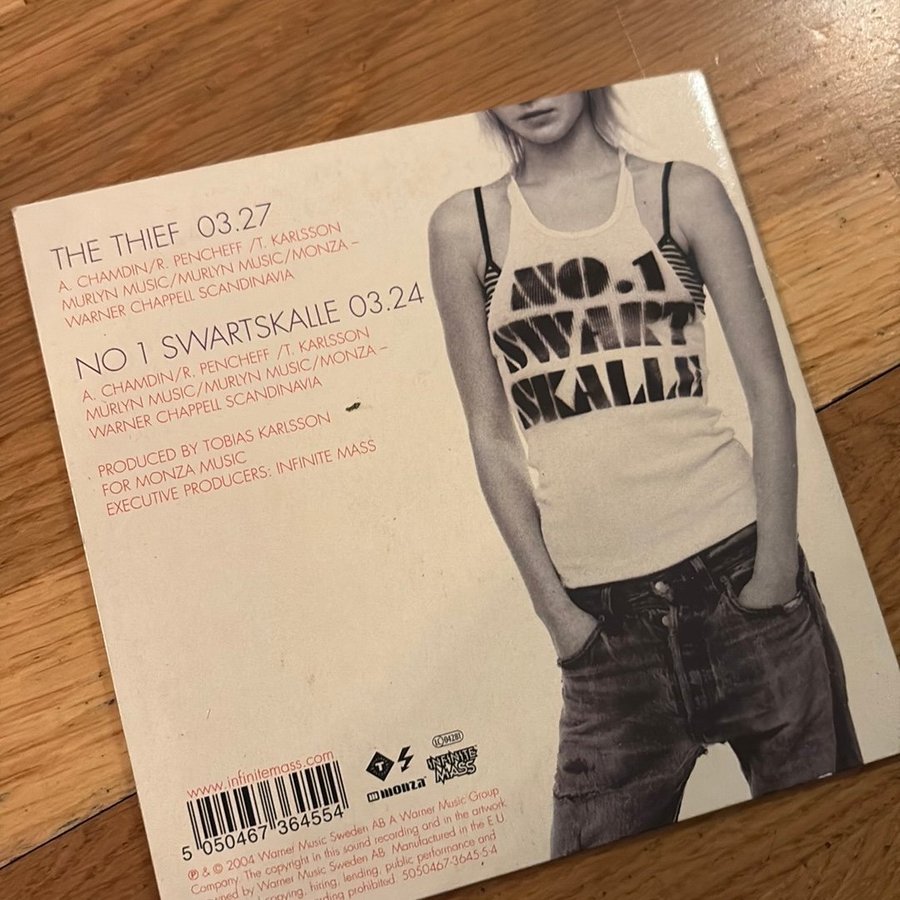 THE THIEF 03.27
A. CHAMDIN/R. PENCHEFF /T. KARLSSON
MURLYN MUSIC/MURLYN MUSIC/MONZA –
WARNER CHAPPELL SCANDINAVIA
NO 1 SWARTSKALLE 03.24
A. CHAMDIN/R. PENCHEFF /T. KARLSSON
MURLYN MUSIC/MURLYN MUSIC/MONZA –
WARNER CHAPPELL SCANDINAVIA
PRODUCED BY TOBIAS KARLSSON
FOR MONZA MUSIC
EXECUTIVE PRODUCERS: INFINITE MASS
NO.1
SWART
SKALLE
www.infinitemass.com
5 050467 364554
T
monza
LC 04281
INFINITE
MASS
℗ & © 2004 Warner Music Sweden AB A Warner Music Group
Company. The copyright in this sound recording and in the artwork
owned by Warner Music Sweden AB. Manufactured in the E.U.
copying, hiring, lending, public performance and
prohibited. 5050467-3645-5-4